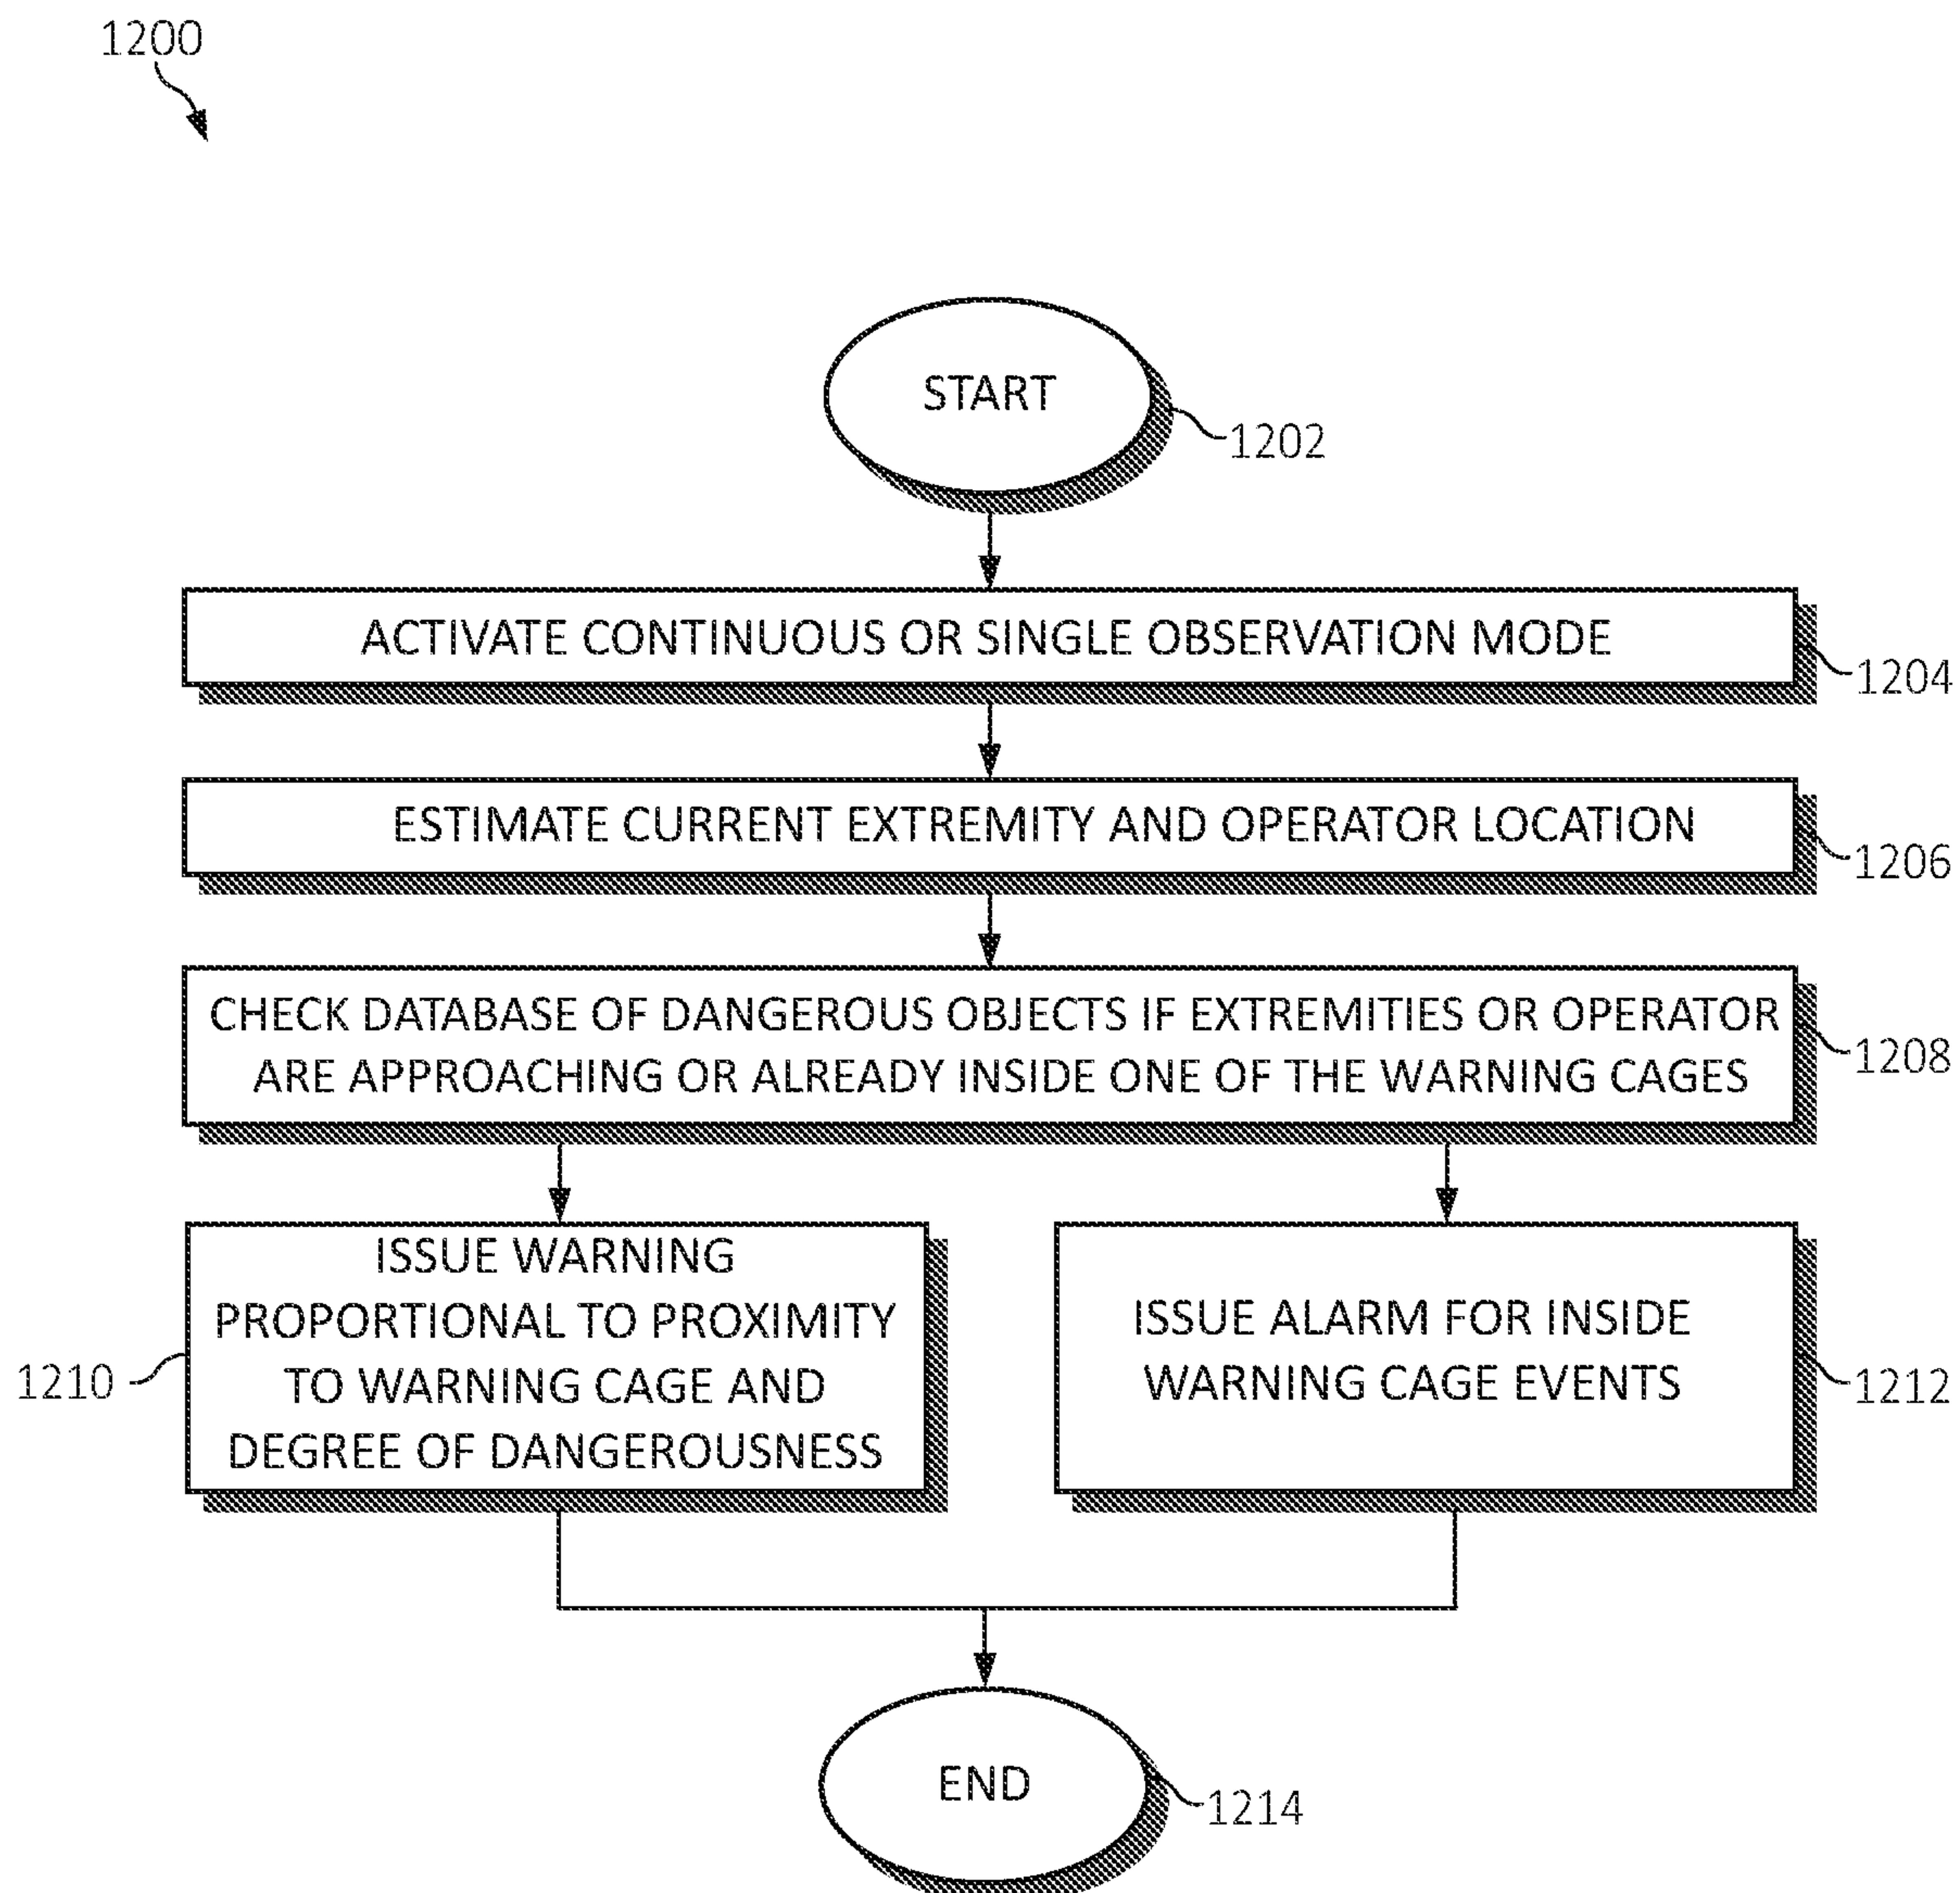 1200
START
1202
ACTIVATE CONTINUOUS OR SINGLE OBSERVATION MODE
1204
ESTIMATE CURRENT EXTREMITY AND OPERATOR LOCATION
1206
CHECK DATABASE OF DANGEROUS OBJECTS IF EXTREMITIES OR OPERATOR
ARE APPROACHING OR ALREADY INSIDE ONE OF THE WARNING CAGES
1208
ISSUE WARNING
PROPORTIONAL TO PROXIMITY
TO WARNING CAGE AND
DEGREE OF DANGEROUSNESS
1210
ISSUE ALARM FOR INSIDE
WARNING CAGE EVENTS
1212
END
1214